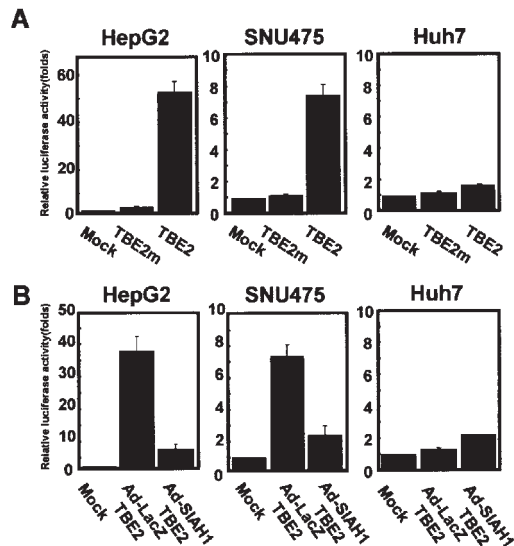 A
HepG2
SNU475
Huh7
Relative luciferase activity(folds)
60
40
20
0
10
8
6
4
2
0
10
8
6
4
2
0
Mock
TBE2m
TBE2
Mock
TBE2m
TBE2
Mock
TBE2m
TBE2
B
HepG2
SNU475
Huh7
Relative luciferase activity(folds)
50
40
30
20
10
0
10
8
6
4
2
0
10
8
6
4
2
0
Mock
Ad-LacZ
TBE2
Ad-SIAH1
TBE2
Mock
Ad-LacZ
TBE2
Ad-SIAH1
TBE2
Mock
Ad-LacZ
TBE2
Ad-SIAH1
TBE2